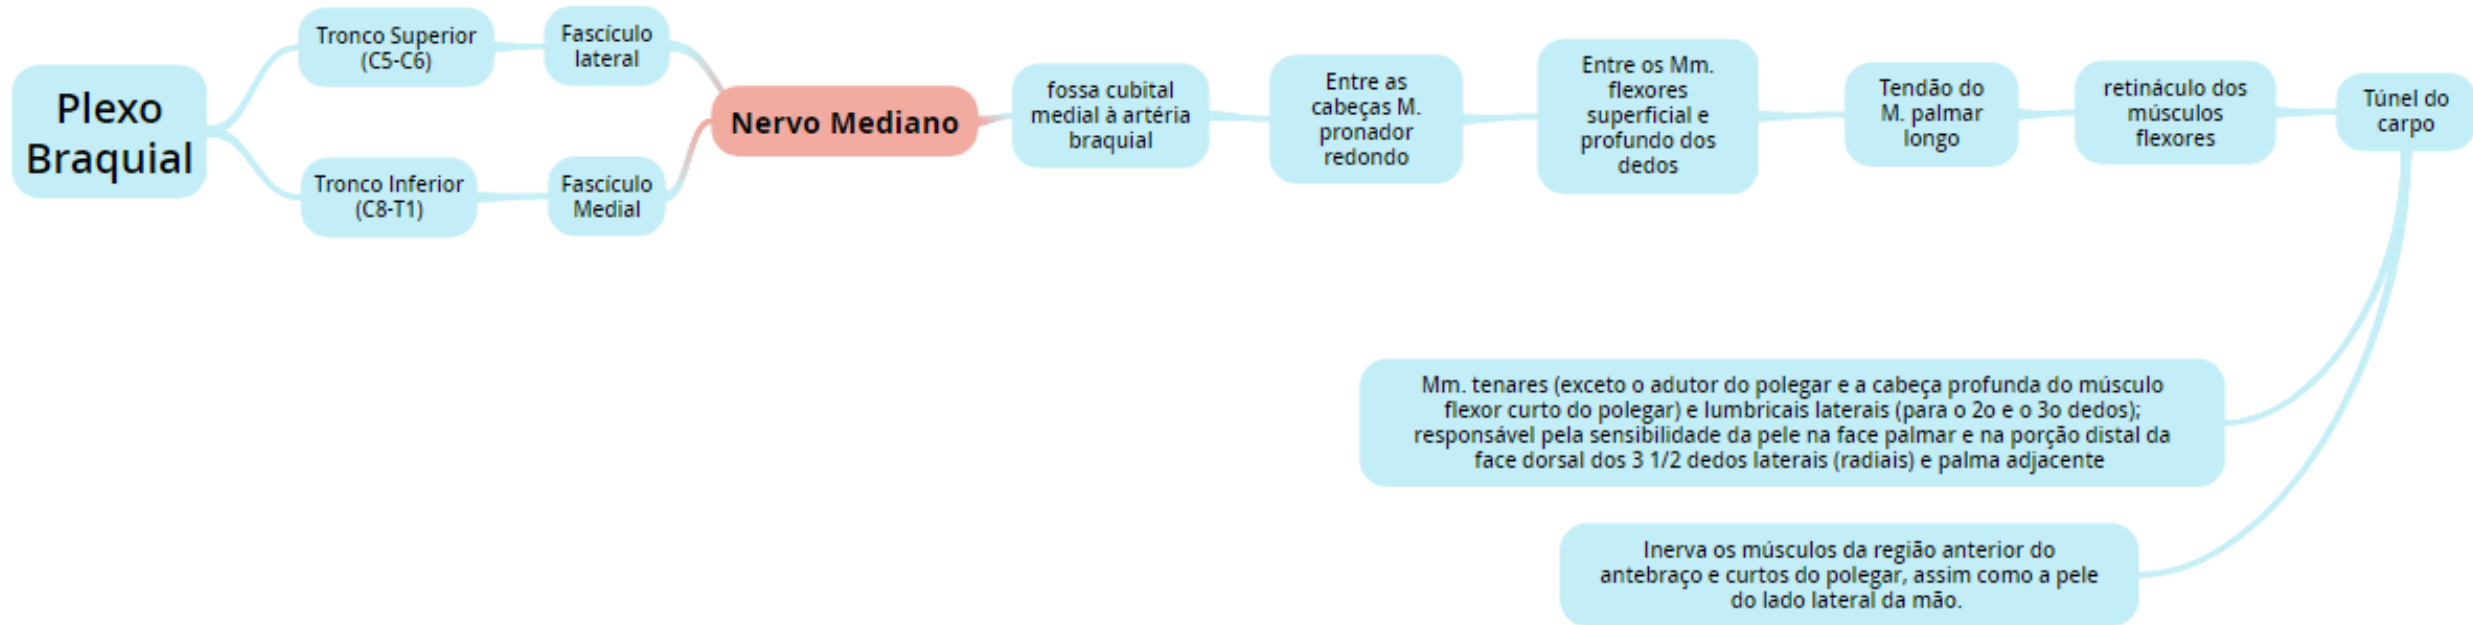 Plexo
Braquial
Tronco Superior
(C5-C6)
Fascículo
lateral
Tronco Inferior
(C8-T1)
Fascículo
Medial
Nervo Mediano
fossa cubital
medial à artéria
braquial
Entre as
cabeças M.
pronador
redondo
Entre os Mm.
flexores
superficial e
profundo dos
dedos
Tendão do
M. palmar
longo
retináculo dos
músculos
flexores
Túnel do
carpo
Mm. tenares (exceto o adutor do polegar e a cabeça profunda do músculo
flexor curto do polegar) e lumbricais laterais (para o 2o e o 3o dedos);
responsável pela sensibilidade da pele na face palmar e na porção distal da
face dorsal dos 3 1/2 dedos laterais (radiais) e palma adjacente
Inerva os músculos da região anterior do
antebraço e curtos do polegar, assim como a pele
do lado lateral da mão.